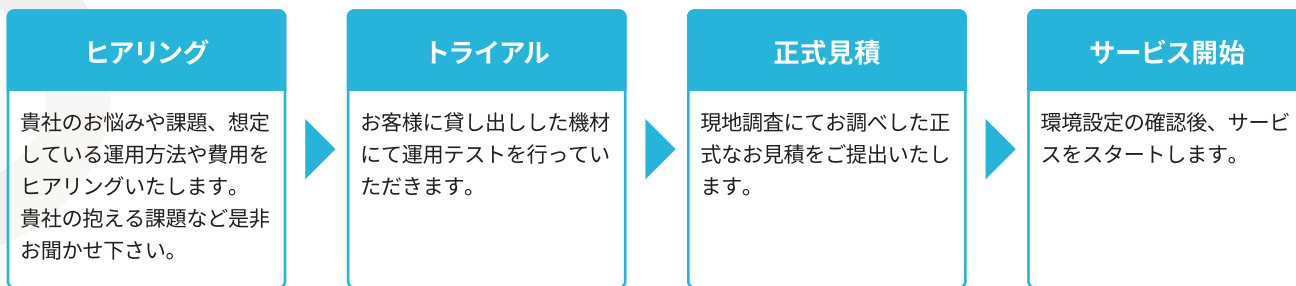 ヒアリング
貴社のお悩みや課題、想定
している運用方法や費用を
ヒアリングいたします。
貴社の抱える課題など是非
お聞かせ下さい。
トライアル
お客様に貸し出しした機材
にて運用テストを行ってい
ただきます。
正式見積
現地調査にてお調べした正
式なお見積をご提出いたし
ます。
サービス開始
環境設定の確認後、サービ
スをスタートします。